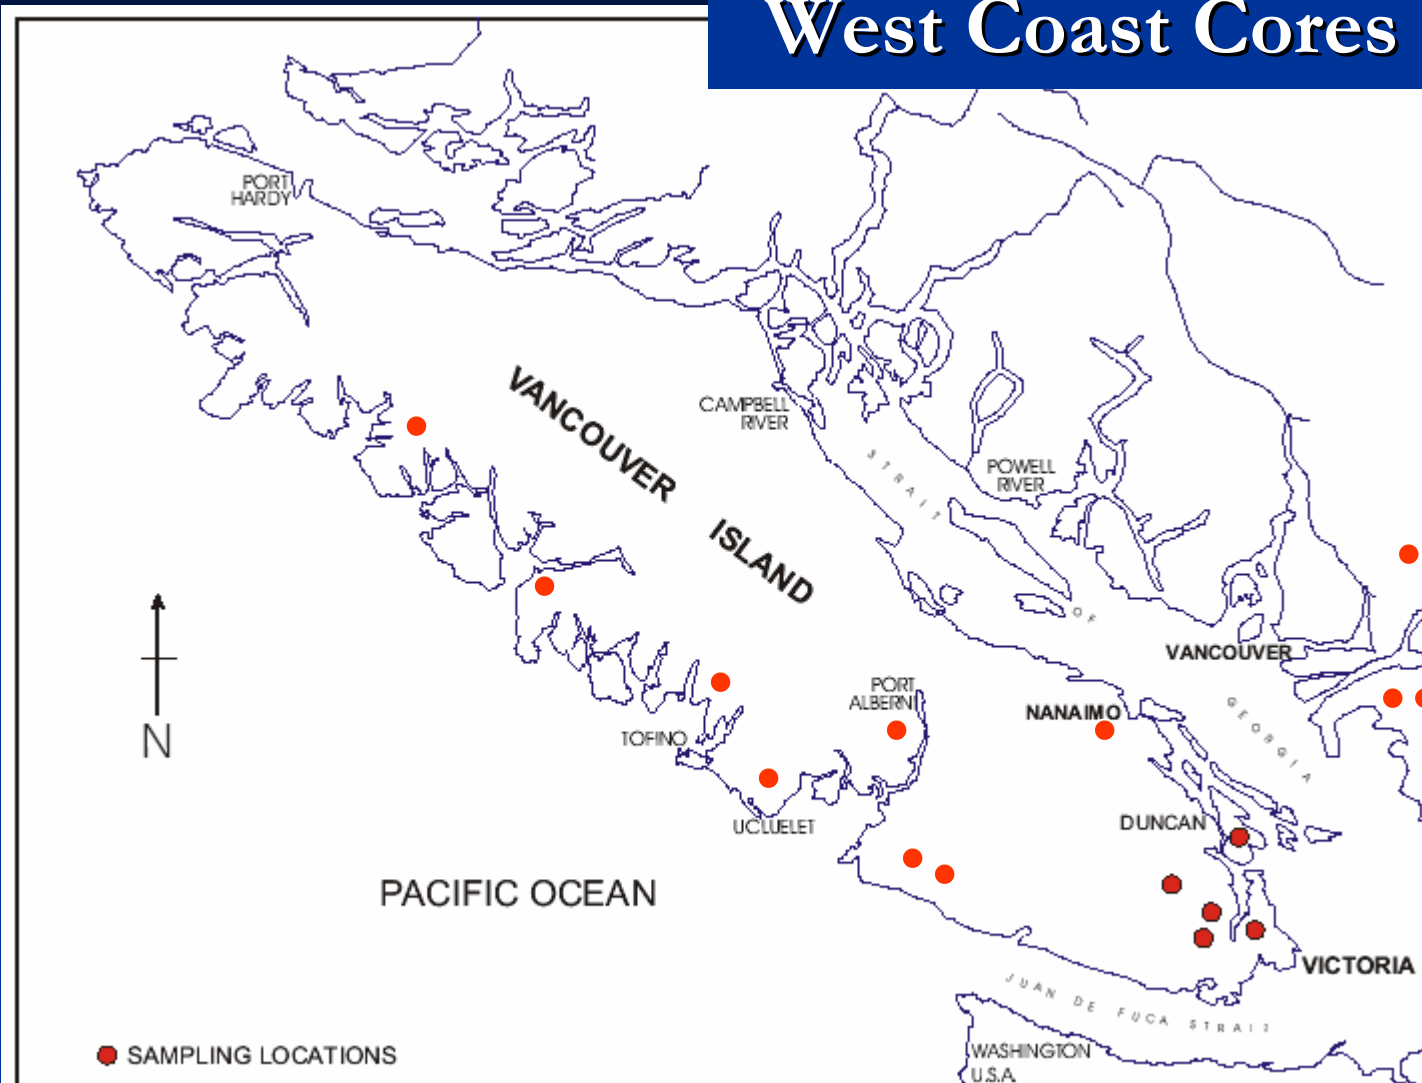 West Coast Cores
PORT
HARDY
VANCOUVER ISLAND
CAMPBELL
RIVER
STRAIT
POWELL
RIVER
OF
VANCOUVER
GEORGIA
PORT
ALBERNI
NANAIMO
TOFINO
UCLUELET
DUNCAN
N
PACIFIC OCEAN
VICTORIA
JUAN DE FUCA STRAIT
WASHINGTON
U.S.A.
SAMPLING LOCATIONS